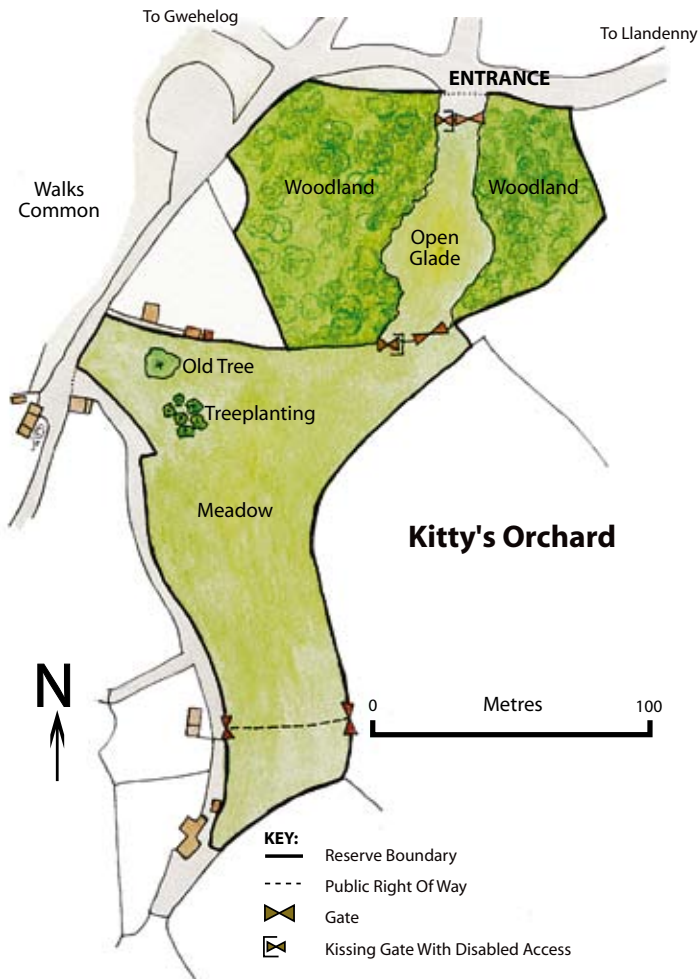 To Gwehelog
To Llandenny
ENTRANCE
Walks
Common
Woodland
Woodland
Open
Glade
Old Tree
Treeplanting
Meadow
Kitty's Orchard
N
0
Metres
100
KEY:
Reserve Boundary
Public Right Of Way
Gate
Kissing Gate With Disabled Access